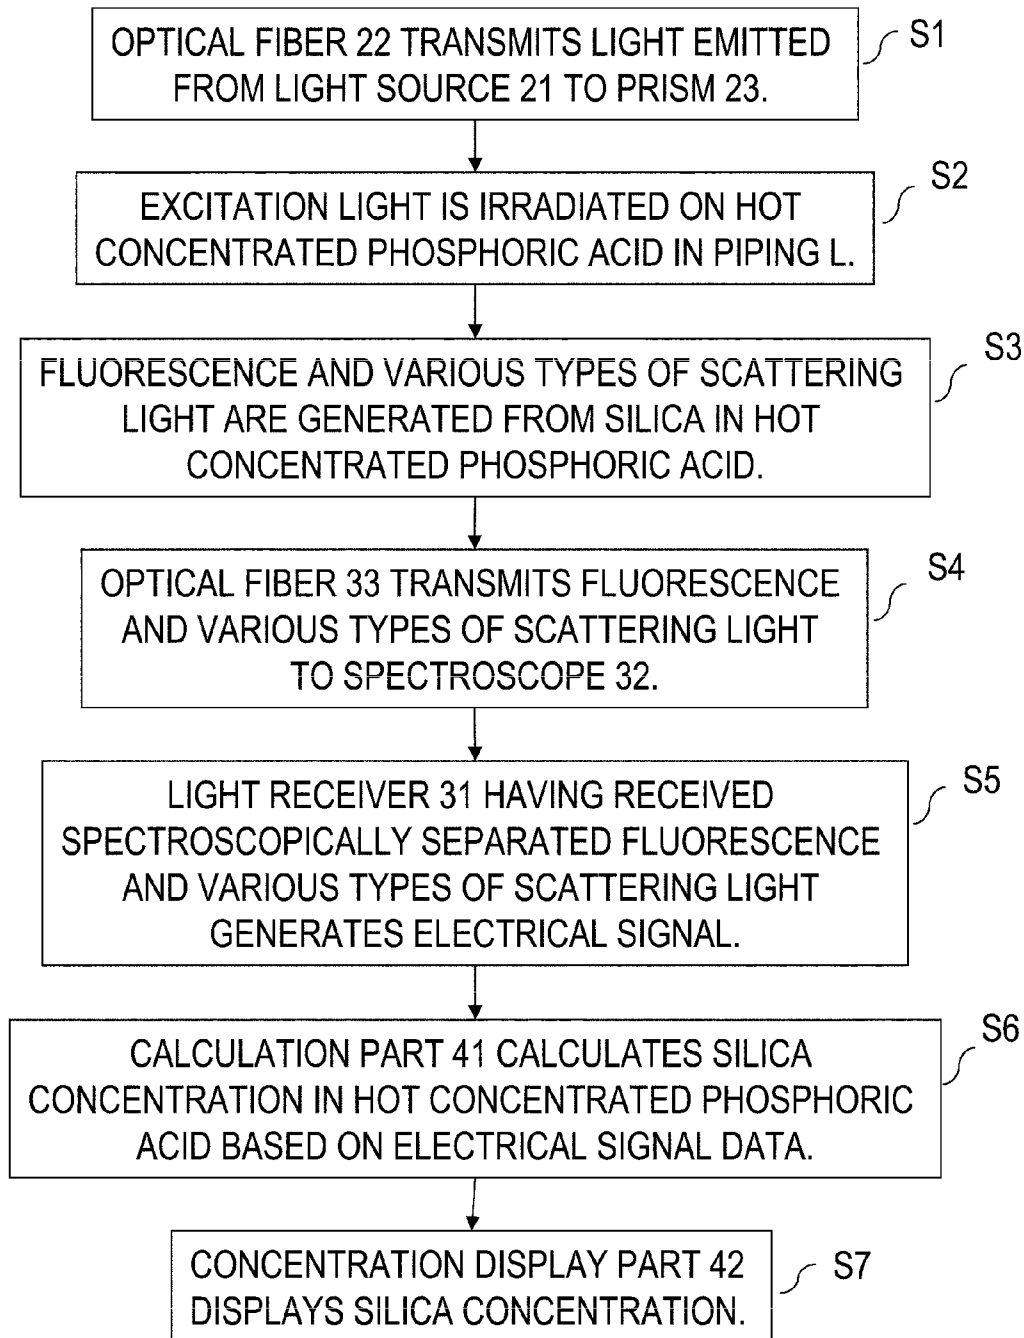 OPTICAL FIBER 22 TRANSMITS LIGHT EMITTED
FROM LIGHT SOURCE 21 TO PRISM 23.
S1
EXCITATION LIGHT IS IRRADIATED ON HOT
CONCENTRATED PHOSPHORIC ACID IN PIPING L.
S2
FLUORESCENCE AND VARIOUS TYPES OF SCATTERING
LIGHT ARE GENERATED FROM SILICA IN HOT
CONCENTRATED PHOSPHORIC ACID.
S3
OPTICAL FIBER 33 TRANSMITS FLUORESCENCE
AND VARIOUS TYPES OF SCATTERING LIGHT
TO SPECTROSCOPE 32.
S4
LIGHT RECEIVER 31 HAVING RECEIVED
SPECTROSCOPICALLY SEPARATED FLUORESCENCE
AND VARIOUS TYPES OF SCATTERING LIGHT
GENERATES ELECTRICAL SIGNAL.
S5
CALCULATION PART 41 CALCULATES SILICA
CONCENTRATION IN HOT CONCENTRATED PHOSPHORIC
ACID BASED ON ELECTRICAL SIGNAL DATA.
S6
CONCENTRATION DISPLAY PART 42
DISPLAYS SILICA CONCENTRATION.
S7